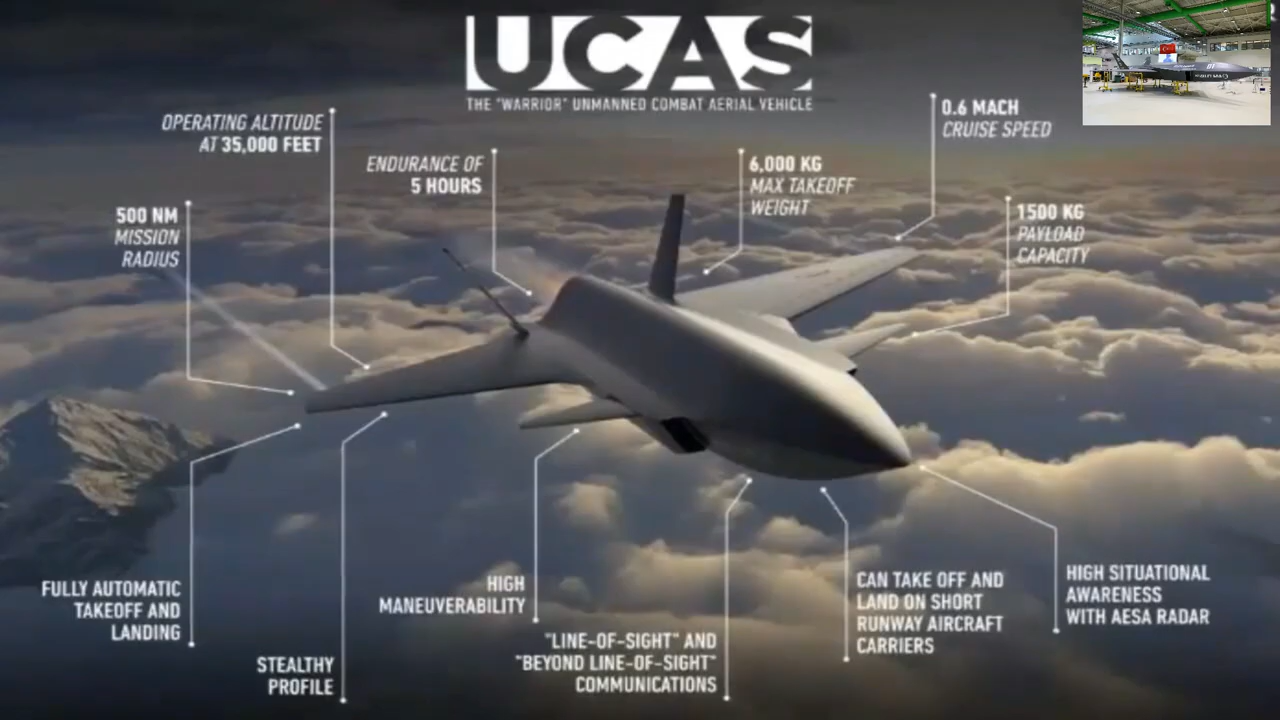 UCAS
THE "WARRIOR" UNMANNED COMBAT AERIAL VEHICLE
OPERATING ALTITUDE
AT 35,000 FEET
ENDURANCE OF
5 HOURS
6,000 KG
MAX TAKEOFF
WEIGHT
0.6 MACH
CRUISE SPEED
500 NM
MISSION
RADIUS
1500 KG
PAYLOAD
CAPACITY
FULLY AUTOMATIC
TAKEOFF AND
LANDING
STEALTHY
PROFILE
HIGH
MANEUVERABILITY
"LINE-OF-SIGHT" AND
"BEYOND LINE-OF-SIGHT"
COMMUNICATIONS
CAN TAKE OFF AND
LAND ON SHORT
RUNWAY AIRCRAFT
CARRIERS
HIGH SITUATIONAL
AWARENESS
WITH AESA RADAR